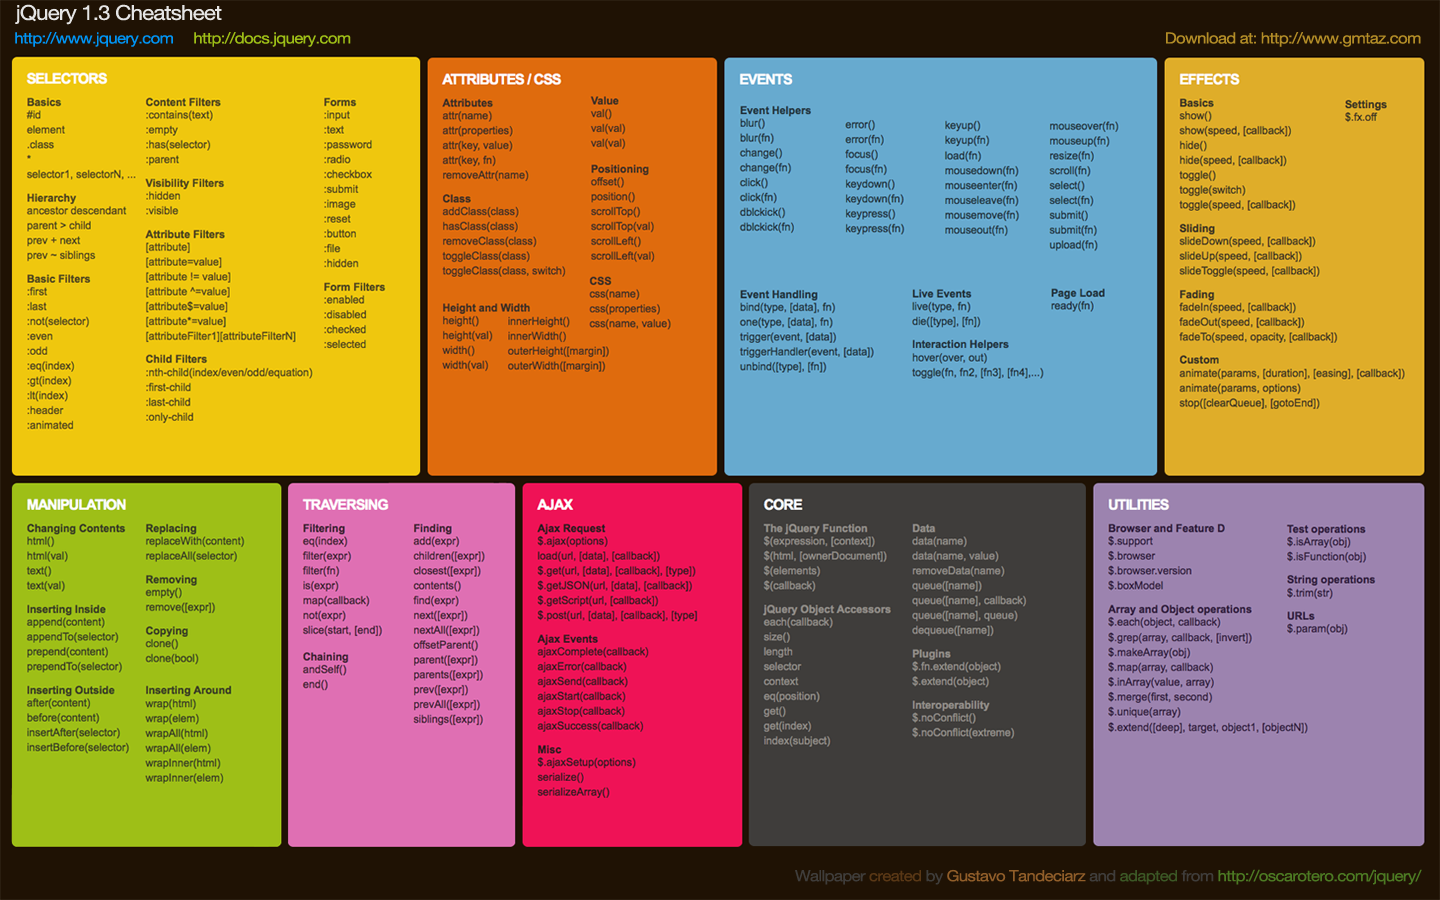 jQuery 1.3 Cheatsheet
http://www.jquery.com http://docs.jquery.com
Download at: http://www.gmtaz.com
SELECTORS
Basics
#id
element
.class
*
selector1, selectorN, ...
Hierarchy
ancestor descendant
parent > child
prev + next
prev ~ siblings
Basic Filters
:first
:last
:not(selector)
:even
:odd
:eq(index)
:gt(index)
:lt(index)
:header
:animated
Content Filters
:contains(text)
:empty
:has(selector)
:parent
Visibility Filters
:hidden
:visible
Attribute Filters
[attribute]
[attribute=value]
[attribute != value]
[attribute ^=value]
[attribute$=value]
[attribute*=value]
[attributeFilter1][attributeFilterN]
Child Filters
:nth-child(index/even/odd/equation)
:first-child
:last-child
:only-child
Forms
:input
:text
:password
:radio
:checkbox
:submit
:image
:reset
:button
:file
:hidden
Form Filters
:enabled
:disabled
:checked
:selected
ATTRIBUTES / CSS
Attributes
attr(name)
attr(properties)
attr(key, value)
attr(key, fn)
removeAttr(name)
Class
addClass(class)
hasClass(class)
removeClass(class)
toggleClass(class)
toggleClass(class, switch)
Height and Width
height()
height(val)
width()
width(val)
innerHeight()
innerWidth()
outerHeight([margin])
outerWidth([margin])
Value
val()
val(val)
val(val)
Positioning
offset()
position()
scrollTop()
scrollTop(val)
scrollLeft()
scrollLeft(val)
CSS
css(name)
css(properties)
css(name, value)
EVENTS
Event Helpers
blur()
blur(fn)
change()
change(fn)
click()
click(fn)
dblckick()
dblckick(fn)
error()
error(fn)
focus()
focus(fn)
keydown()
keydown(fn)
keypress()
keypress(fn)
keyup()
keyup(fn)
load(fn)
mousedown(fn)
mouseenter(fn)
mouseleave(fn)
mousemove(fn)
mouseout(fn)
mouseover(fn)
mouseup(fn)
resize(fn)
scroll(fn)
select()
select(fn)
submit()
submit(fn)
upload(fn)
Event Handling
bind(type, [data], fn)
one(type, [data], fn)
trigger(event, [data])
triggerHandler(event, [data])
unbind([type], [fn])
Live Events
live(type, fn)
die([type], [fn])
Interaction Helpers
hover(over, out)
toggle(fn, fn2, [fn3], [fn4],...)
Page Load
ready(fn)
EFFECTS
Basics
show()
show(speed, [callback])
hide()
hide(speed, [callback])
toggle()
toggle(switch)
toggle(speed, [callback])
Sliding
slideDown(speed, [callback])
slideUp(speed, [callback])
slideToggle(speed, [callback])
Fading
fadeIn(speed, [callback])
fadeOut(speed, [callback])
fadeTo(speed, opacity, [callback])
Custom
animate(params, [duration], [easing], [callback])
animate(params, options)
stop([clearQueue], [gotoEnd])
Settings
$.fx.off
MANIPULATION
Changing Contents
html()
html(val)
text()
text(val)
Inserting Inside
append(content)
appendTo(selector)
prepend(content)
prependTo(selector)
Inserting Outside
after(content)
before(content)
insertAfter(selector)
insertBefore(selector)
Replacing
replaceWith(content)
replaceAll(selector)
Removing
empty()
remove([expr])
Copying
clone()
clone(bool)
Inserting Around
wrap(html)
wrap(elem)
wrapAll(html)
wrapAll(elem)
wrapInner(html)
wrapInner(elem)
TRAVERSING
Filtering
eq(index)
filter(expr)
filter(fn)
is(expr)
map(callback)
not(expr)
slice(start, [end])
Chaining
andSelf()
end()
Finding
add(expr)
children([expr])
closest([expr])
contents()
find(expr)
next([expr])
nextAll([expr])
offsetParent()
parent([expr])
parents([expr])
prev([expr])
prevAll([expr])
siblings([expr])
AJAX
Ajax Request
$.ajax(options)
load(url, [data], [callback])
$.get(url, [data], [callback], [type])
$.getJSON(url, [data], [callback])
$.getScript(url, [callback])
$.post(url, [data], [callback], [type]
Ajax Events
ajaxComplete(callback)
ajaxError(callback)
ajaxSend(callback)
ajaxStart(callback)
ajaxStop(callback)
ajaxSuccess(callback)
Misc
$.ajaxSetup(options)
serialize()
serializeArray()
CORE
The jQuery Function
$(expression, [context])
$(html, [ownerDocument])
$(elements)
$(callback)
jQuery Object Accessors
each(callback)
size()
length
selector
context
eq(position)
get()
get(index)
index(subject)
Data
data(name)
data(name, value)
removeData(name)
queue([name])
queue([name], callback)
queue([name], queue)
dequeue([name])
Plugins
$.fn.extend(object)
$.extend(object)
Interoperability
$.noConflict()
$.noConflict(extreme)
UTILITIES
Browser and Feature D
$.support
$.browser
$.browser.version
$.boxModel
Array and Object operations
$.each(object, callback)
$.grep(array, callback, [invert])
$.makeArray(obj)
$.map(array, callback)
$.inArray(value, array)
$.merge(first, second)
$.unique(array)
$.extend([deep], target, object1, [objectN])
Test operations
$.isArray(obj)
$.isFunction(obj)
String operations
$.trim(str)
URLs
$.param(obj)
Wallpaper created by Gustavo Tandeciarz and adapted from http://oscarotero.com/jquery/